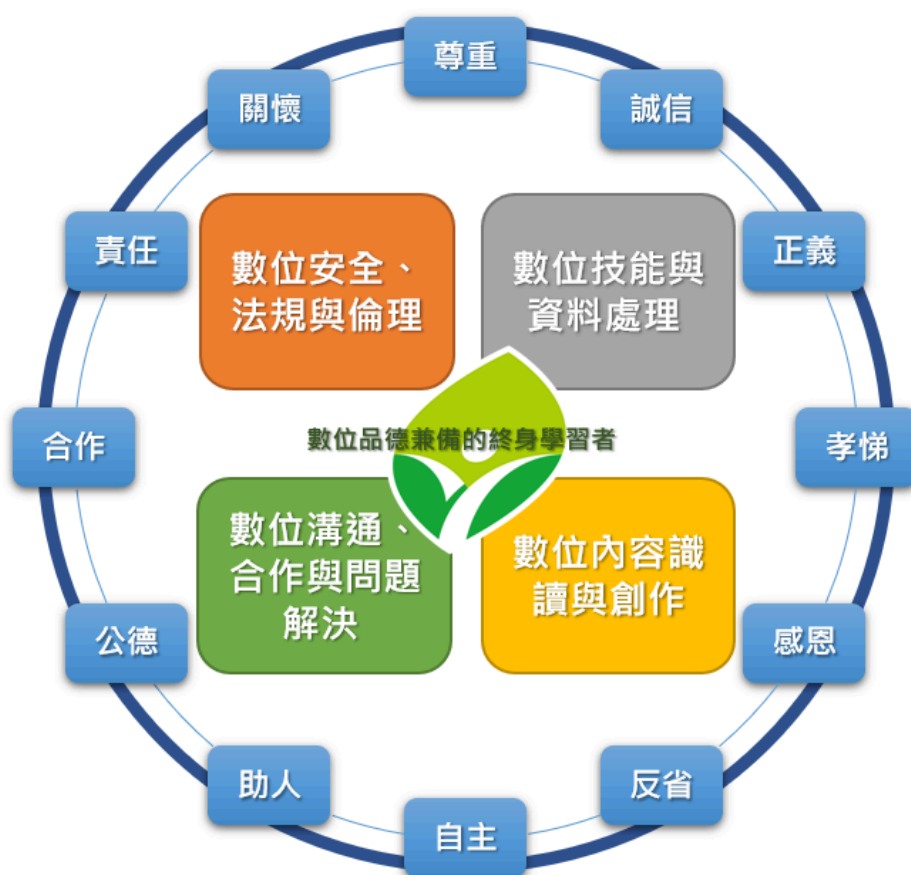 尊重
關懷
誠信
責任
正義
數位安全、
法規與倫理
數位技能與
資料處理
合作
數位品德兼備的終身學習者
孝悌
數位溝通、
合作與問題
解決
數位內容識
讀與創作
公德
感恩
助人
反省
自主